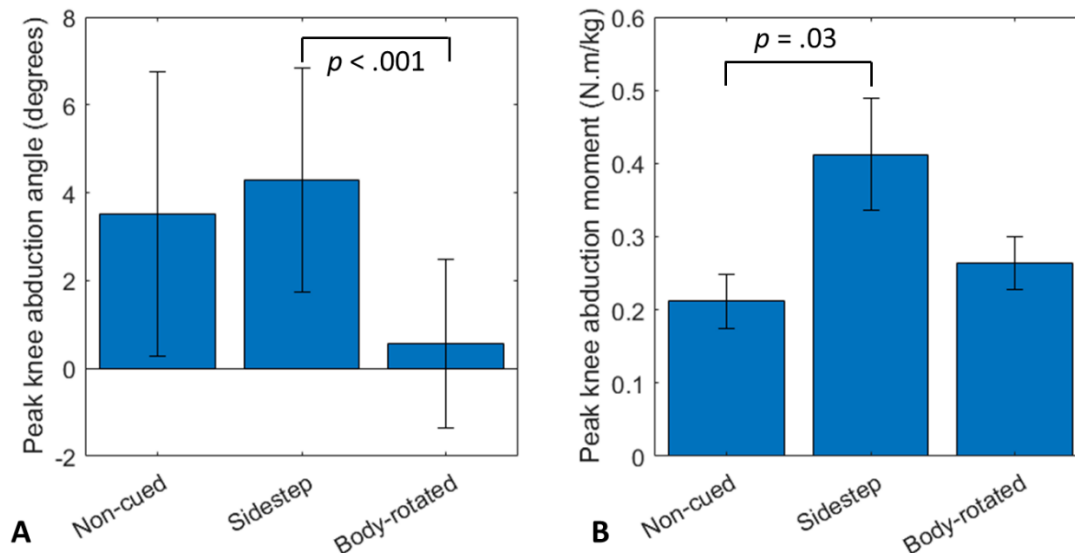 Peak knee abduction angle (degrees)
8
6
4
2
0
-2
p < .001
Non-cued
Sidestep
Body-rotated
A
Peak knee abduction moment (N.m/kg)
0.6
0.5
0.4
0.3
0.2
0.1
0
p = .03
Non-cued
Sidestep
Body-rotated
B